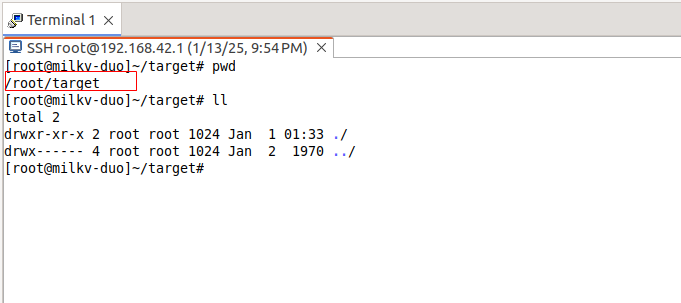 Terminal 1
SSH root@192.168.42.1 (1/13/25, 9:54 PM)
[root@milkv-duo]~/target# pwd
/root/target
[root@milkv-duo]~/target# ll
total 2
drwxr-xr-x 2 root root 1024 Jan  1 01:33 ./
drwx------ 4 root root 1024 Jan  2  1970 ../
[root@milkv-duo]~/target#